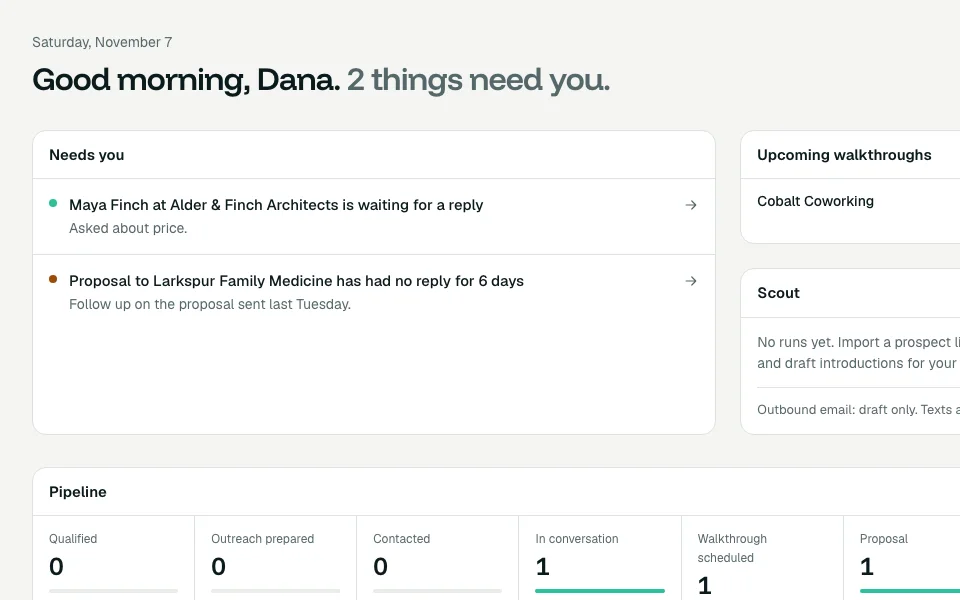 Saturday, November 7
Good morning, Dana. 2 things need you.
Needs you
Maya Finch at Alder & Finch Architects is waiting for a reply
Asked about price.
Proposal to Larkspur Family Medicine has had no reply for 6 days
Follow up on the proposal sent last Tuesday.
Upcoming walkthroughs
Cobalt Coworking
Scout
No runs yet. Import a prospect
and draft introductions for your
Outbound email: draft only. Texts
Pipeline
Qualified
0
Outreach prepared
0
Contacted
0
In conversation
1
Walkthrough
scheduled
1
Proposal
1